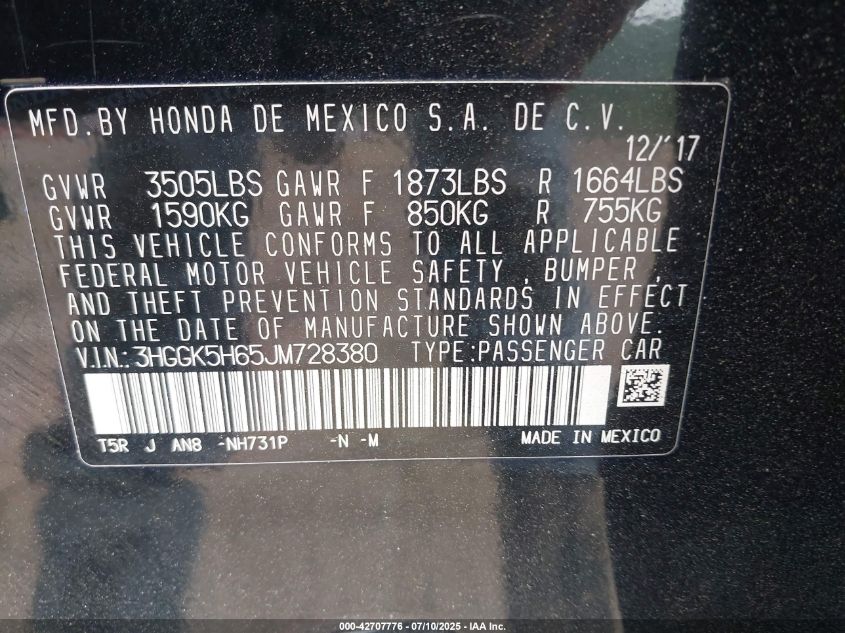 MFD.BY HONDA DE MEXICO S.A. DE C.V.
12/'17
GVWR 3505LBS GAWR F 1873LBS R 1664LBS
GVWR 1590KG GAWR F 850KG R 755KG
THIS VEHICLE CONFORMS TO ALL APPLICABLE
FEDERAL MOTOR VEHICLE SAFETY , BUMPER ,
AND THEFT PREVENTION STANDARDS IN EFFECT
ON THE DATE OF MANUFACTURE SHOWN ABOVE.
V.I.N.:3HGGK5H65JM728380 TYPE:PASSENGER CAR
T5R J AN8 -NH731P -N -M MADE IN MEXICO
000-42707776 - 07/10/2025 - IAA Inc.